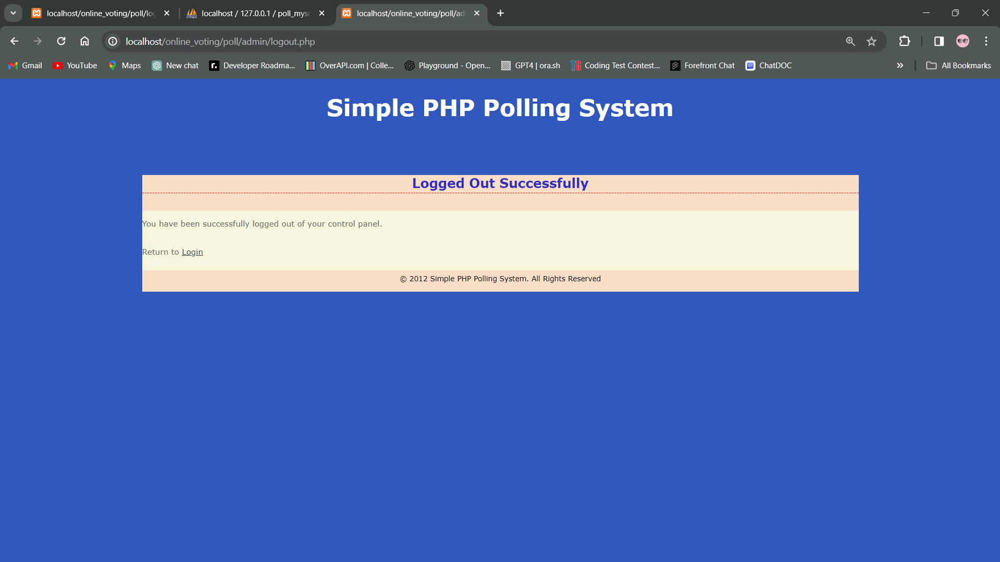 localhost/online_voting/poll/log
localhost / 127.0.0.1 / poll_mysc
localhost/online_voting/poll/ad
localhost/online_voting/poll/admin/logout.php
Gmail
YouTube
Maps
New chat
Developer Roadma...
OverAPI.com | Colle...
Playground - Open...
GPT4 | ora.sh
Coding Test Contest...
Forefront Chat
ChatDOC
All Bookmarks
Simple PHP Polling System
Logged Out Successfully
You have been successfully logged out of your control panel.
Return to Login
© 2012 Simple PHP Polling System. All Rights Reserved